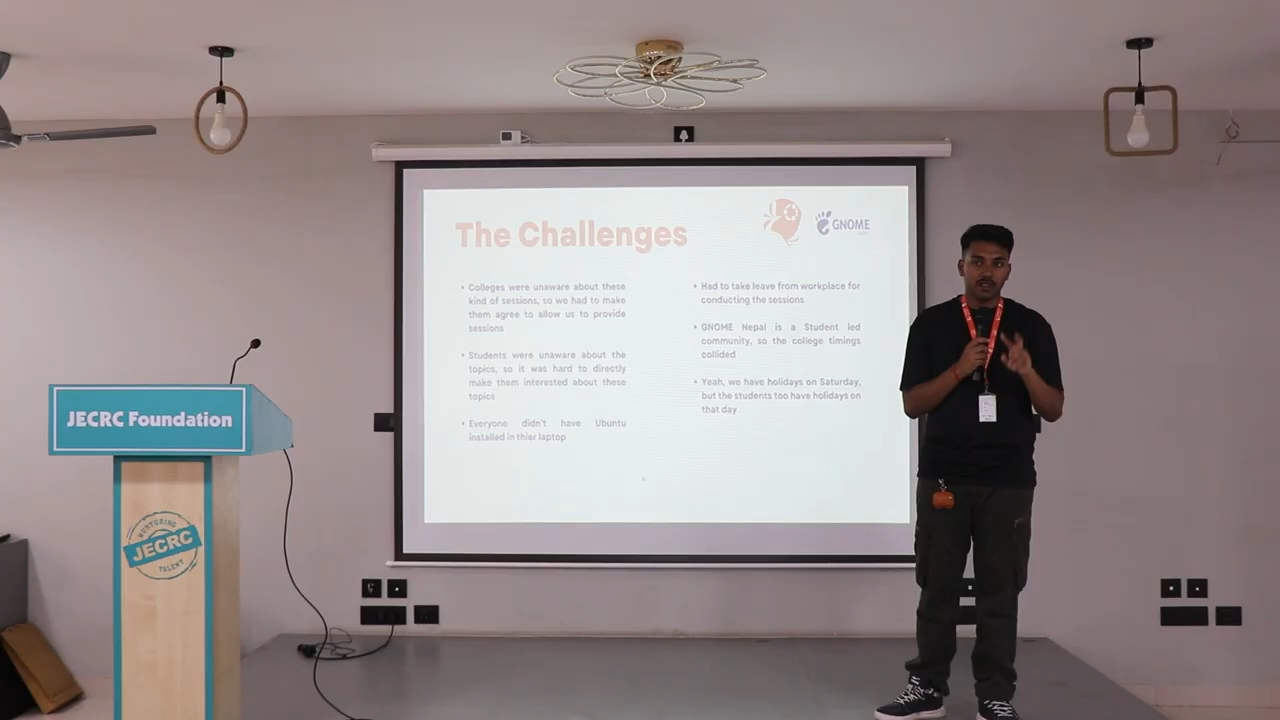 The Challenges
GNOME
• Colleges were unaware about these
kind of sessions, so we had to make
them agree to allow us to provide
sessions
• Students were unaware about the
topics, so it was hard to directly
make them interested about these
topics
• Everyone didn't have Ubuntu
installed in thier laptop
• Had to take leave from workplace for
conducting the sessions
• GNOME Nepal is a Student led
community, so the college timings
collided
• Yeah, we have holidays on Saturday,
but the students too have holidays on
that day
JECRC Foundation
NURTURING
JECRC
TALENT